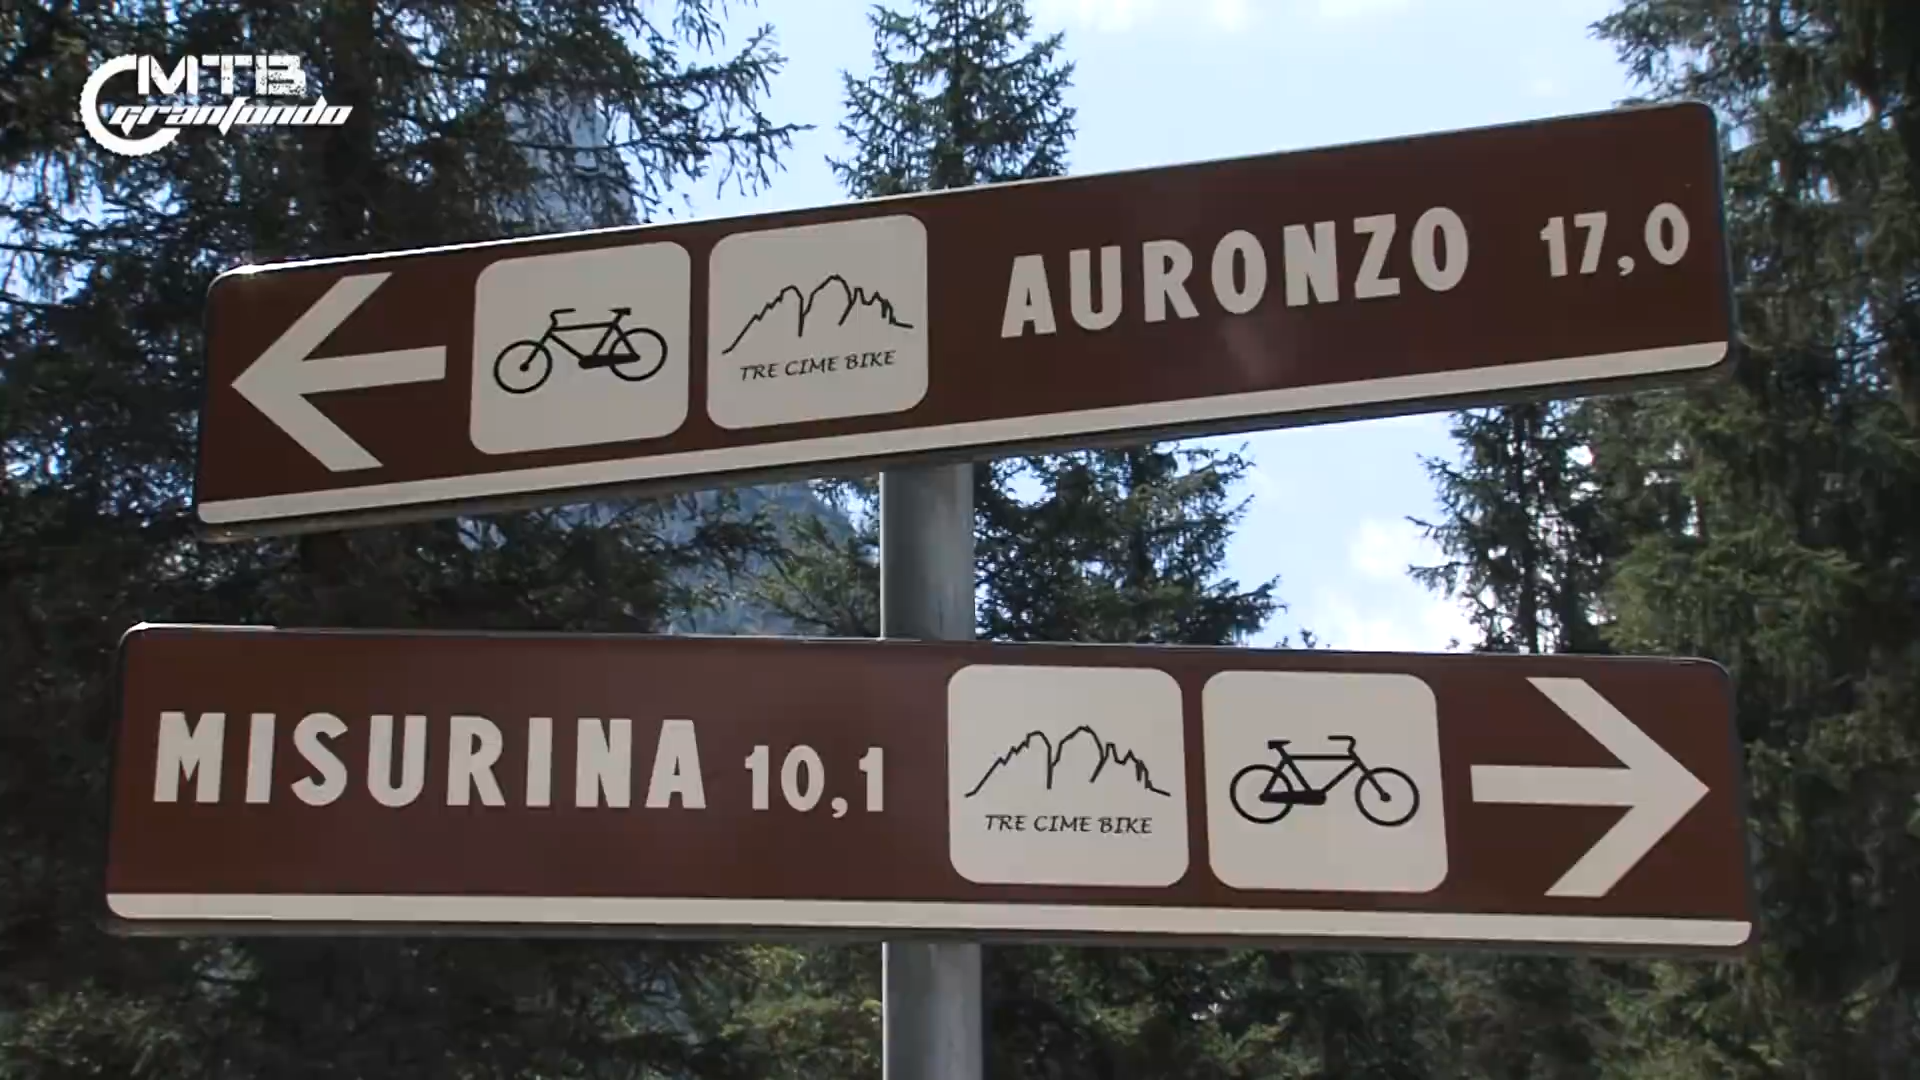 MTB
granfondo
AURONZO 17,0
TRE CIME BIKE
MISURINA 10,1
TRE CIME BIKE